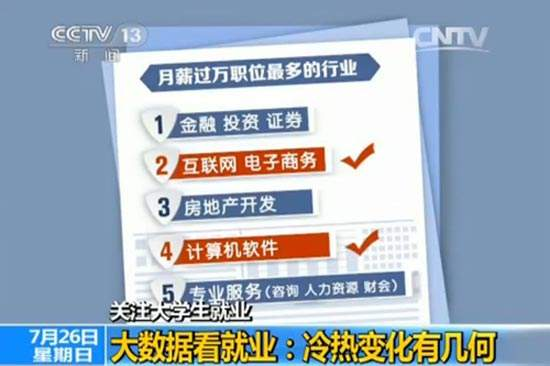 CCTV 13
新闻
CNTV
月薪过万职位最多的行业
1 金融 投资 证券
2 互联网 电子商务
3 房地产开发
4 计算机软件
5 专业服务(咨询 人力资源 财会)
关注大学生就业
7月26日
星期日
大数据看就业：冷热变化有几何